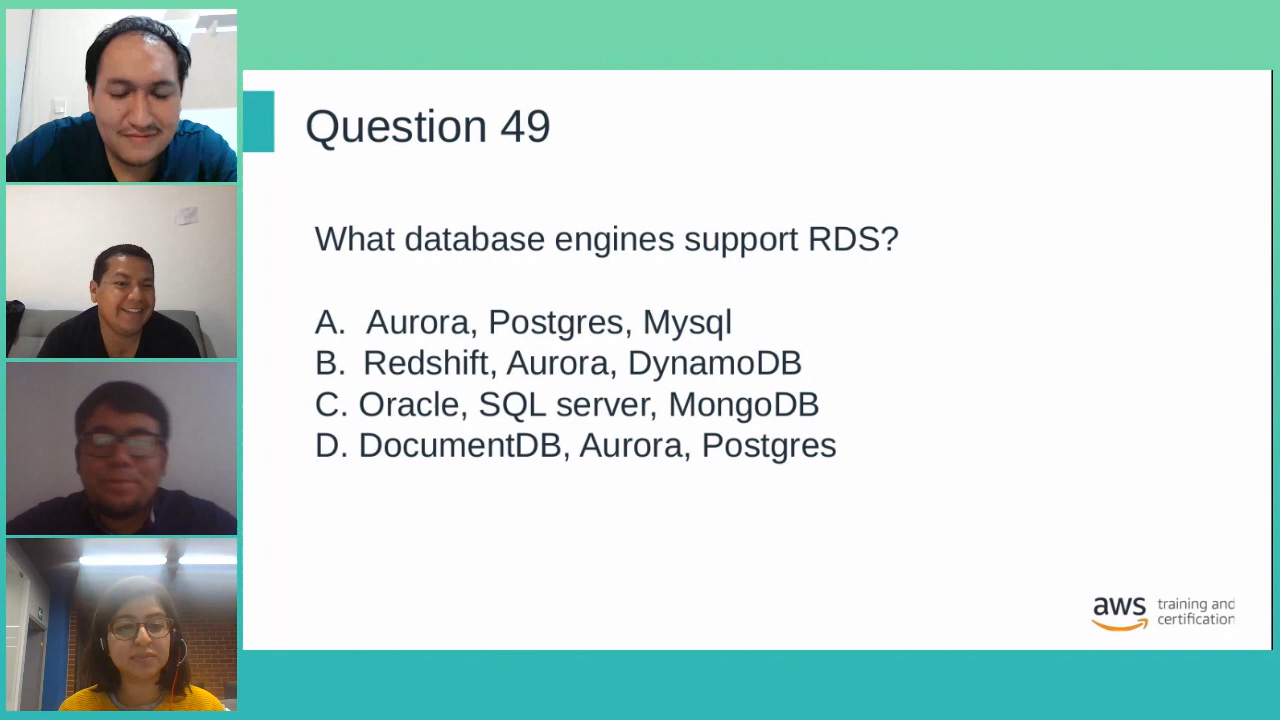 Question 49
What database engines support RDS?
A. Aurora, Postgres, Mysql
B. Redshift, Aurora, DynamoDB
C. Oracle, SQL server, MongoDB
D. DocumentDB, Aurora, Postgres
aws training and
certification